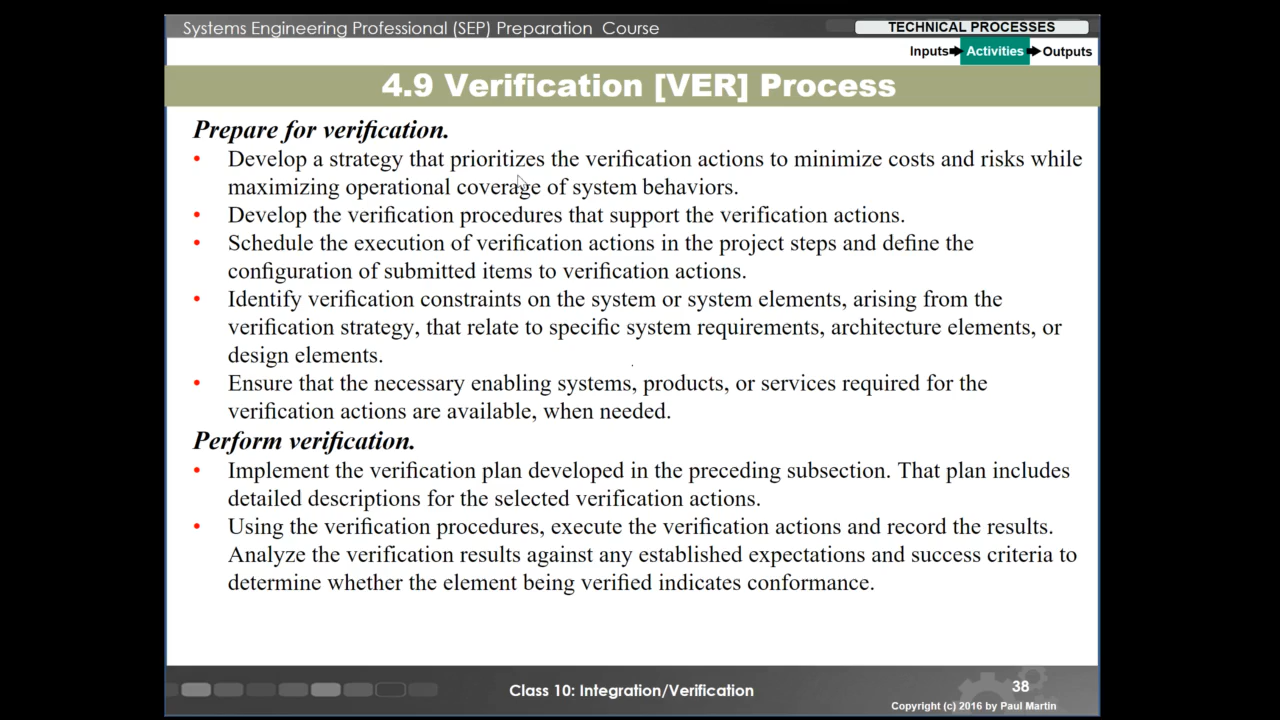 Systems Engineering Professional (SEP) Preparation Course
TECHNICAL PROCESSES
Inputs Activities Outputs
4.9 Verification [VER] Process
Prepare for verification.
• Develop a strategy that prioritizes the verification actions to minimize costs and risks while
maximizing operational coverage of system behaviors.
• Develop the verification procedures that support the verification actions.
• Schedule the execution of verification actions in the project steps and define the
configuration of submitted items to verification actions.
• Identify verification constraints on the system or system elements, arising from the
verification strategy, that relate to specific system requirements, architecture elements, or
design elements.
• Ensure that the necessary enabling systems, products, or services required for the
verification actions are available, when needed.
Perform verification.
• Implement the verification plan developed in the preceding subsection. That plan includes
detailed descriptions for the selected verification actions.
• Using the verification procedures, execute the verification actions and record the results.
Analyze the verification results against any established expectations and success criteria to
determine whether the element being verified indicates conformance.
Class 10: Integration/Verification
38
Copyright (c) 2016 by Paul Martin